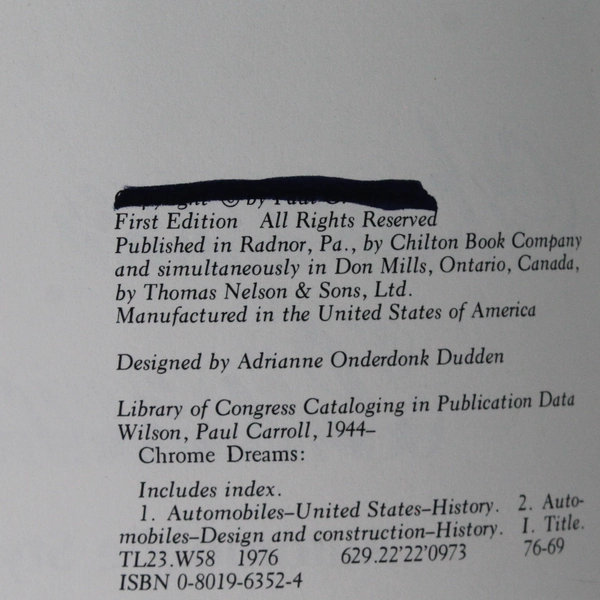 © by Paul
First Edition All Rights Reserved
Published in Radnor, Pa., by Chilton Book Company
and simultaneously in Don Mills, Ontario, Canada,
by Thomas Nelson & Sons, Ltd.
Manufactured in the United States of America
Designed by Adrianne Onderdonk Dudden
Library of Congress Cataloging in Publication Data
Wilson, Paul Carroll, 1944–
Chrome Dreams:
Includes index.
1. Automobiles–United States–History. 2. Auto-
mobiles–Design and construction–History. I. Title.
TL23.W58 1976 629.22'22'0973 76-69
ISBN 0-8019-6352-4